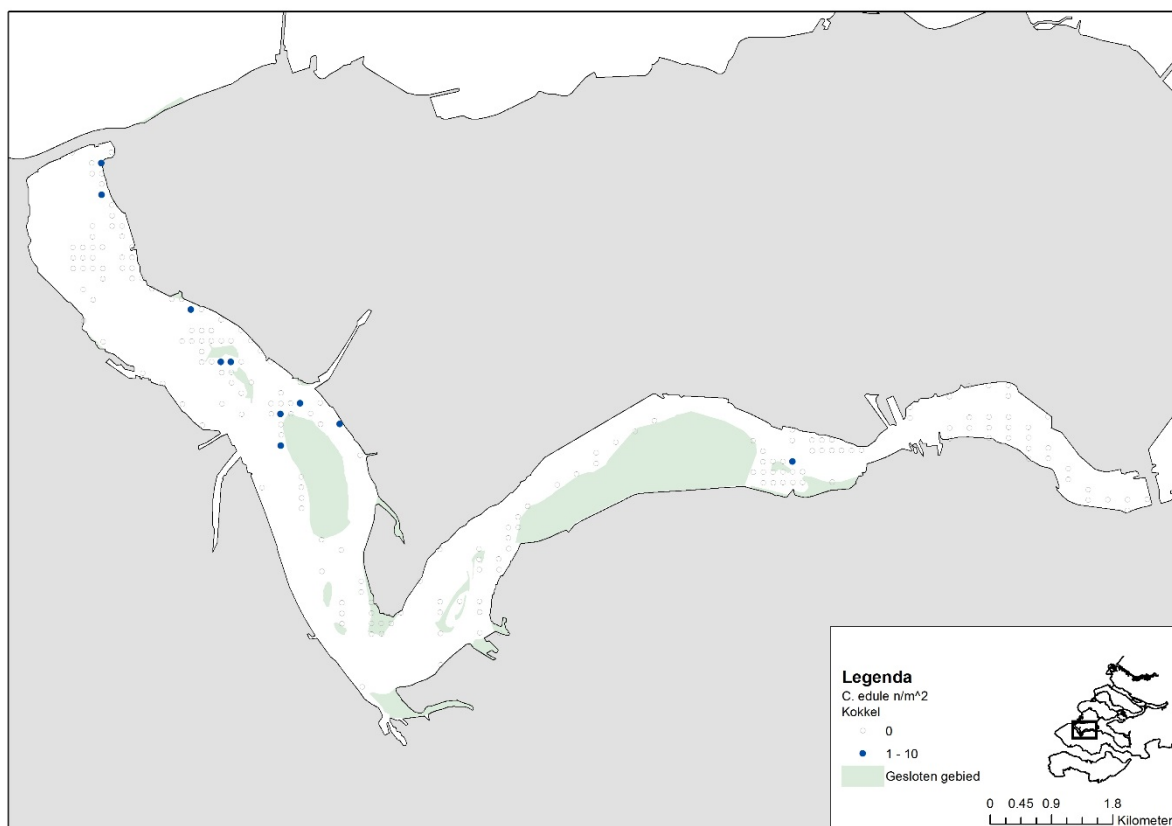 Legenda
C. edule n/m^2
Kokkel
0
1 - 10
Gesloten gebied
0 0.45 0.9 1.8
Kilometer